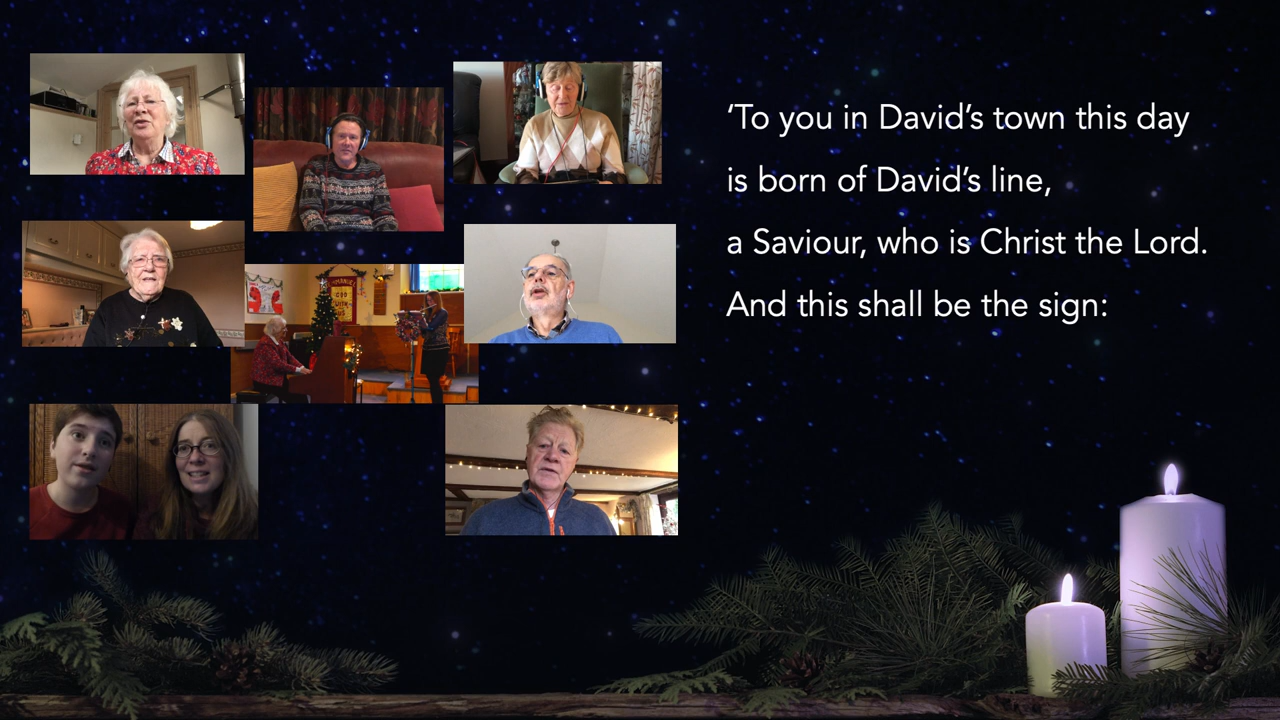 ‘To you in David’s town this day
is born of David’s line,
a Saviour, who is Christ the Lord.
And this shall be the sign: